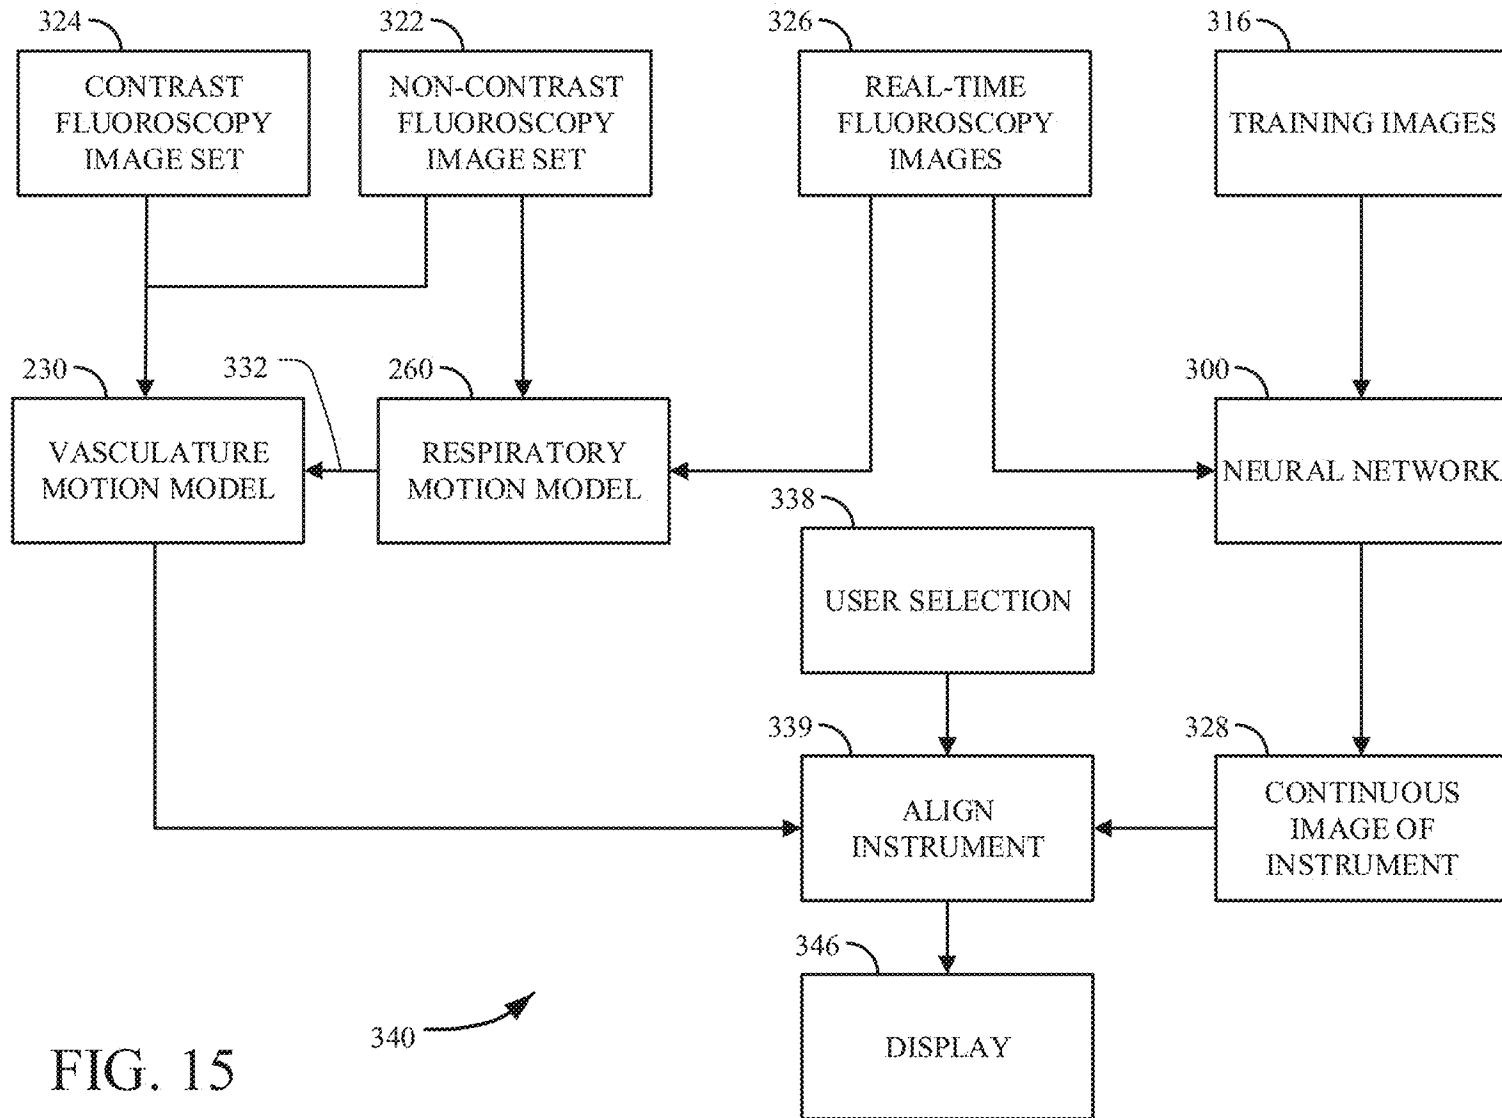 324
322
326
316
CONTRAST
FLUOROSCOPY
IMAGE SET
NON-CONTRAST
FLUOROSCOPY
IMAGE SET
REAL-TIME
FLUOROSCOPY
IMAGES
TRAINING IMAGES
230
332
260
300
VASCULATURE
MOTION MODEL
RESPIRATORY
MOTION MODEL
NEURAL NETWORK
338
USER SELECTION
339
328
ALIGN
INSTRUMENT
CONTINUOUS
IMAGE OF
INSTRUMENT
346
DISPLAY
340
FIG. 15